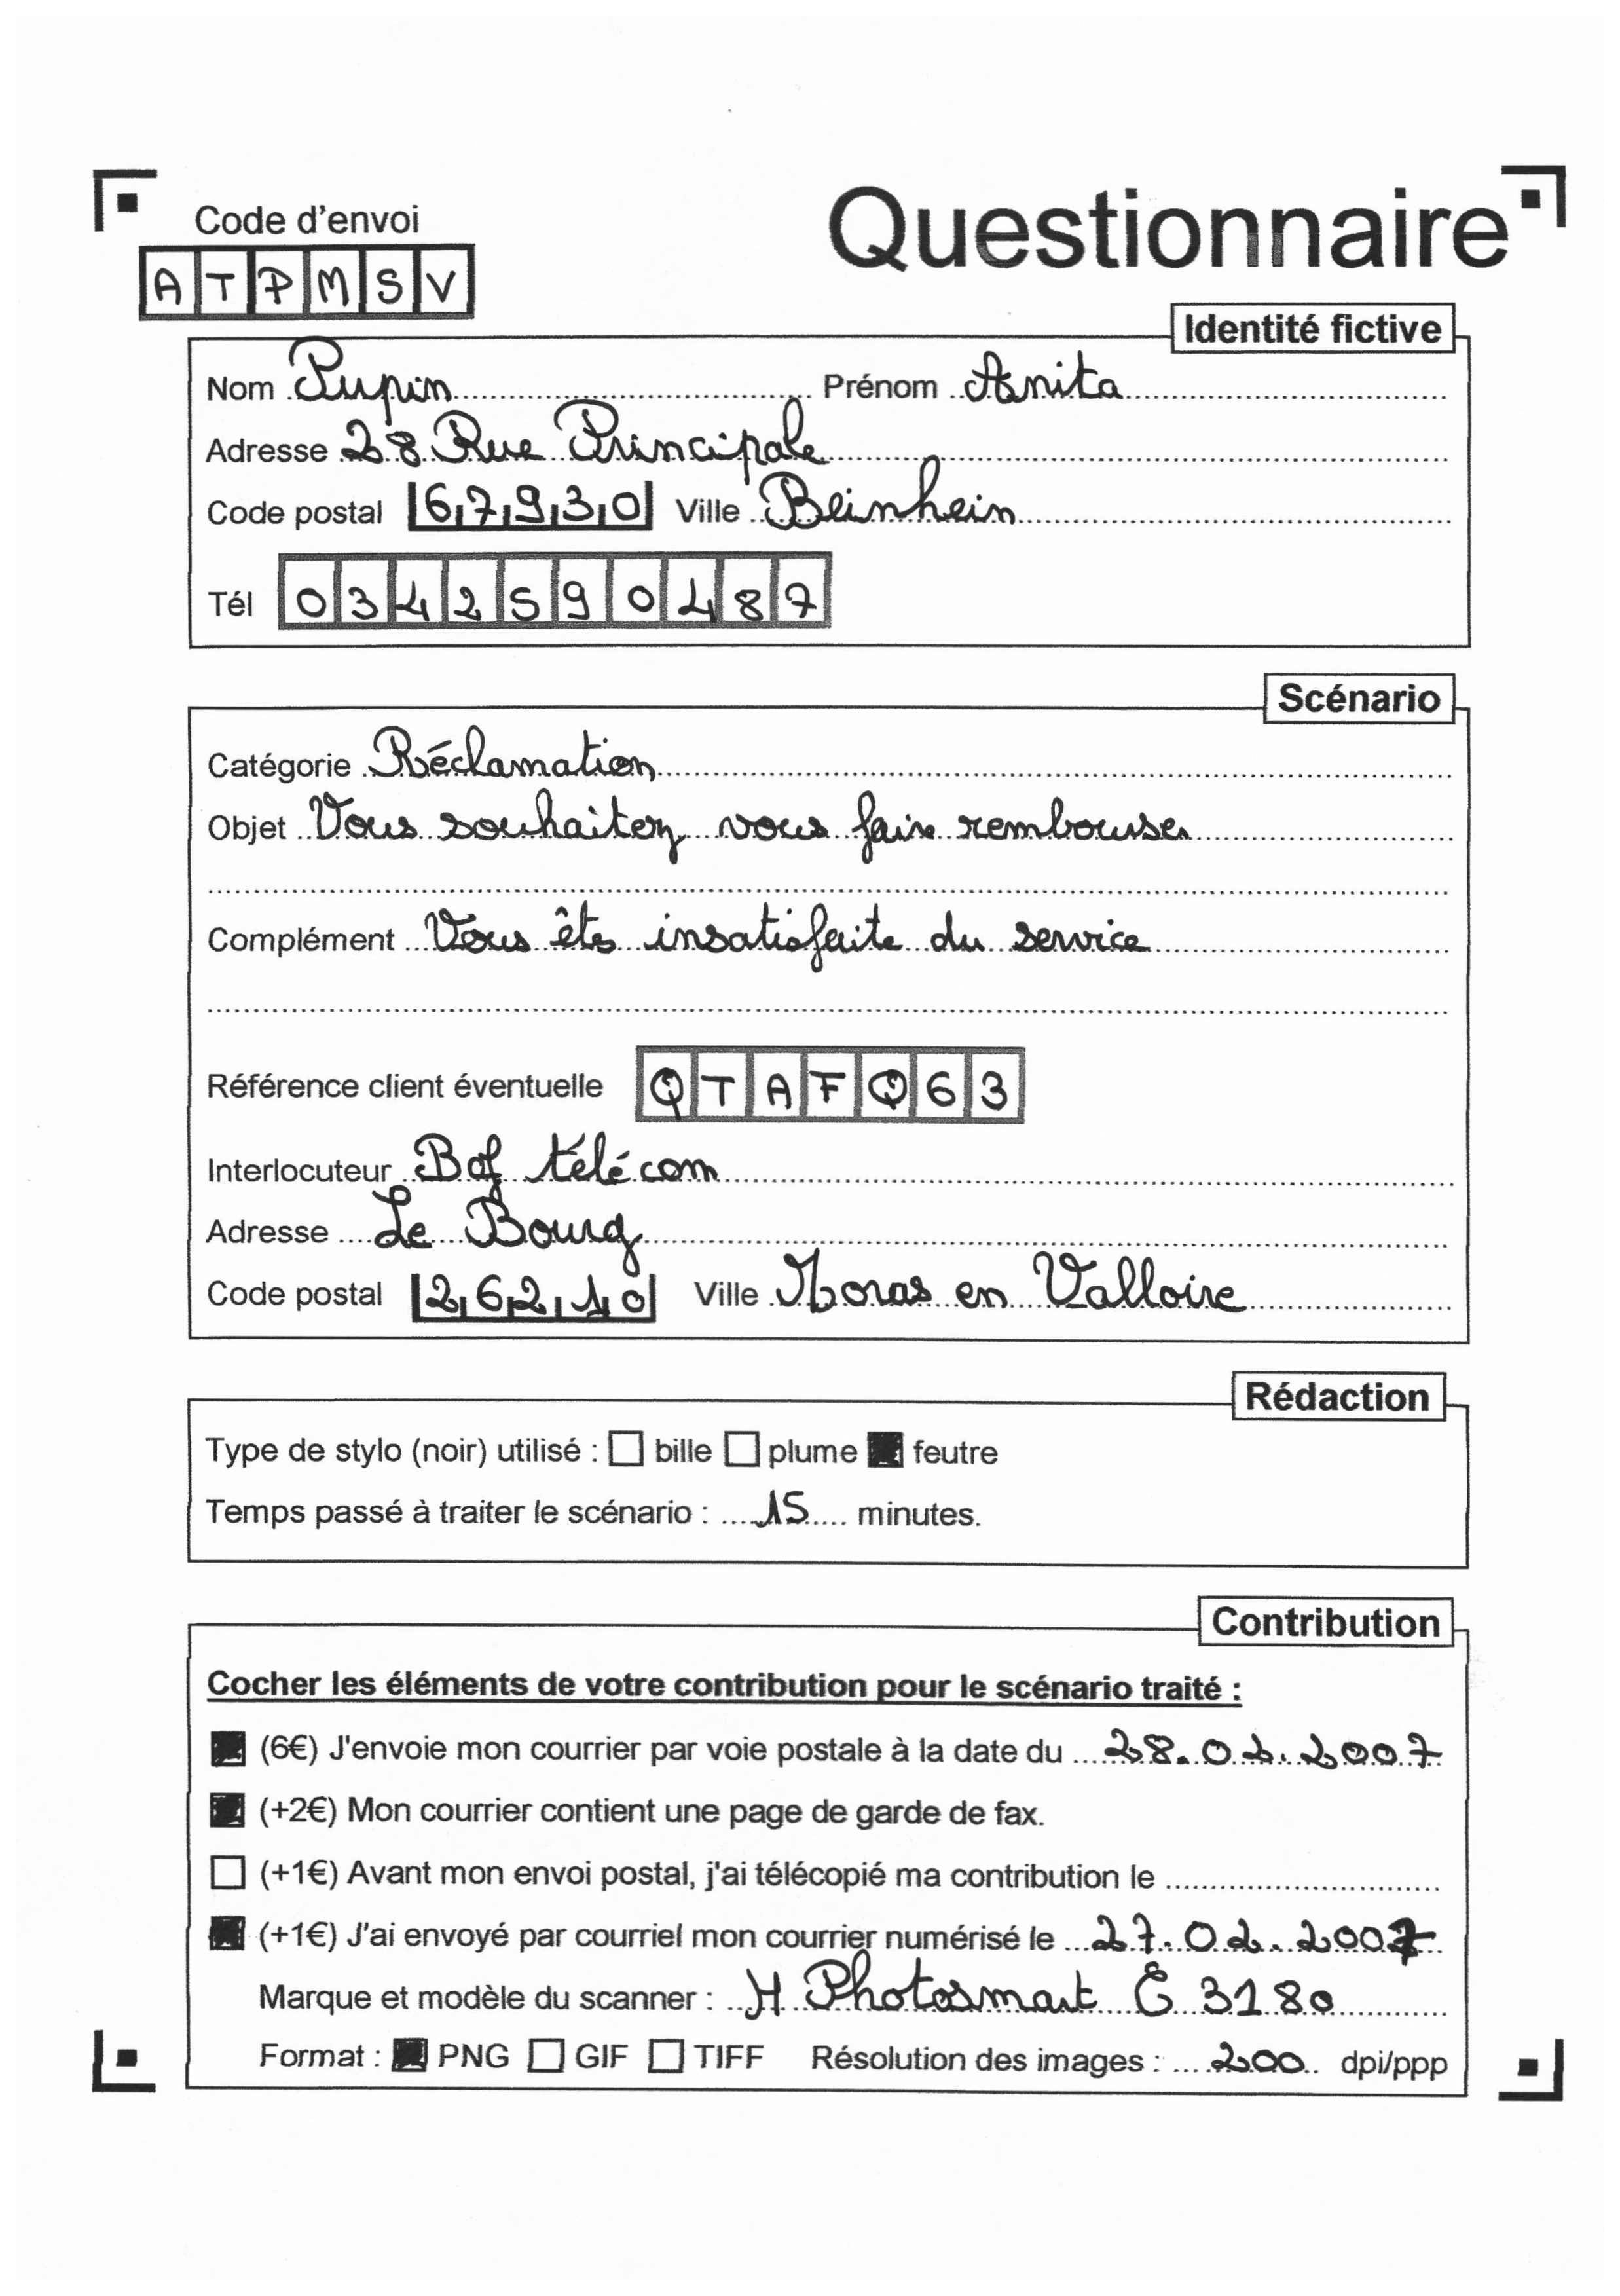 Code d'envoi
Questionnaire
ATPMSV
Identité fictive
Nom Pupin Prénom Anita
Adresse 28 Rue Principale
Code postal 67930 Ville Beinhein
Tél 0342590487
Scénario
Catégorie Réclamation
Objet Vous souhaitez vous faire rembourser
Complément Vous êtes insatisfaite du service
Référence client éventuelle QTAFQ63
Interlocuteur Bof télécom
Adresse Le Bourg
Code postal 26210 Ville Moras en Valloire
Rédaction
Type de stylo (noir) utilisé : ☐ bille ☐ plume ■ feutre
Temps passé à traiter le scénario : 15 minutes.
Contribution
Cocher les éléments de votre contribution pour le scénario traité :
■ (6€) J'envoie mon courrier par voie postale à la date du 28.02.2007
■ (+2€) Mon courrier contient une page de garde de fax.
☐ (+1€) Avant mon envoi postal, j'ai télécopié ma contribution le
■ (+1€) J'ai envoyé par courriel mon courrier numérisé le 27.02.2007
Marque et modèle du scanner : H Photosmart C 3180
Format : ■ PNG ☐ GIF ☐ TIFF Résolution des images : 200 dpi/ppp